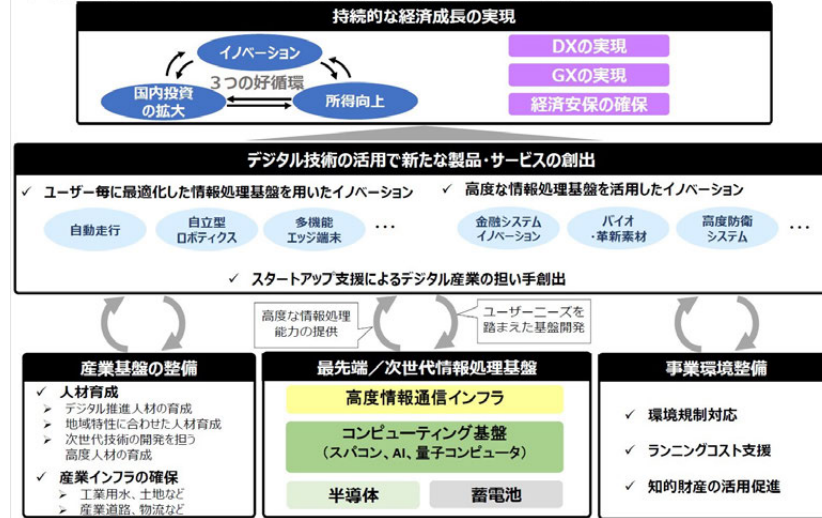 持続的な経済成長の実現
イノベーション
3つの好循環
国内投資
の拡大
所得向上
DXの実現
GXの実現
経済安保の確保
デジタル技術の活用で新たな製品・サービスの創出
✓ ユーザー毎に最適化した情報処理基盤を用いたイノベーション
自動走行
自立型
ロボティクス
多機能
エッジ端末
…
✓ 高度な情報処理基盤を活用したイノベーション
金融システム
イノベーション
バイオ
・革新素材
高度防衛
システム
…
✓ スタートアップ支援によるデジタル産業の担い手創出
高度な情報処理
能力の提供
ユーザーニーズを
踏まえた基盤開発
産業基盤の整備
✓ 人材育成
➢ デジタル推進人材の育成
➢ 地域特性に合わせた人材育成
➢ 次世代技術の開発を担う
高度人材の育成
✓ 産業インフラの確保
➢ 工業用水、土地など
➢ 産業道路、物流など
最先端/次世代情報処理基盤
高度情報通信インフラ
コンピューティング基盤
(スパコン、AI、量子コンピュータ)
半導体
蓄電池
事業環境整備
✓ 環境規制対応
✓ ランニングコスト支援
✓ 知的財産の活用促進